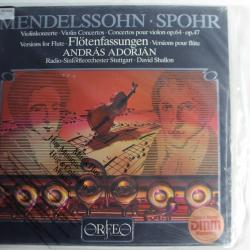 MENDELSSOHN · SPOHR
Violinkonzerte · Violin Concertos · Concertos pour violon op.64 · op.47
Versions for Flute · Flötenfassungen · Versions pour flûte
ANDRÁS ADORJÁN
Radio-Sinfonieorchester Stuttgart · David Shallon
ORFEO
DMM